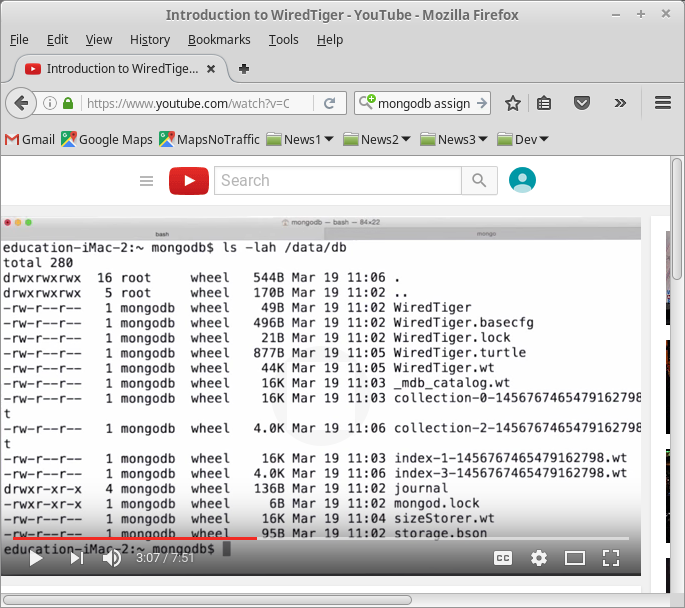 Introduction to WiredTiger - YouTube - Mozilla Firefox
File Edit View History Bookmarks Tools Help
Introduction to WiredTige...
https://www.youtube.com/watch?v=C
mongodb assign
Gmail Google Maps MapsNoTraffic News1 News2 News3 Dev
Search
mongodb — bash — 84×22
bash mongo
education-iMac-2:~ mongodb$ ls -lah /data/db
total 280
drwxrwxrwx 16 root wheel 544B Mar 19 11:06 .
drwxrwxrwx 5 root wheel 170B Mar 19 11:02 ..
-rw-r--r-- 1 mongodb wheel 49B Mar 19 11:02 WiredTiger
-rw-r--r-- 1 mongodb wheel 496B Mar 19 11:02 WiredTiger.basecfg
-rw-r--r-- 1 mongodb wheel 21B Mar 19 11:02 WiredTiger.lock
-rw-r--r-- 1 mongodb wheel 877B Mar 19 11:05 WiredTiger.turtle
-rw-r--r-- 1 mongodb wheel 44K Mar 19 11:05 WiredTiger.wt
-rw-r--r-- 1 mongodb wheel 16K Mar 19 11:03 _mdb_catalog.wt
-rw-r--r-- 1 mongodb wheel 16K Mar 19 11:03 collection-0-1456767465479162798
t
-rw-r--r-- 1 mongodb wheel 4.0K Mar 19 11:06 collection-2-1456767465479162798
t
-rw-r--r-- 1 mongodb wheel 16K Mar 19 11:03 index-1-1456767465479162798.wt
-rw-r--r-- 1 mongodb wheel 4.0K Mar 19 11:06 index-3-1456767465479162798.wt
drwxr-xr-x 4 mongodb wheel 136B Mar 19 11:02 journal
-rwxr-xr-x 1 mongodb wheel 6B Mar 19 11:02 mongod.lock
-rw-r--r-- 1 mongodb wheel 16K Mar 19 11:04 sizeStorer.wt
-rw-r--r-- 1 mongodb wheel 95B Mar 19 11:02 storage.bson
education-iMac-2:~ mongodb$
3:07 / 7:51 CC